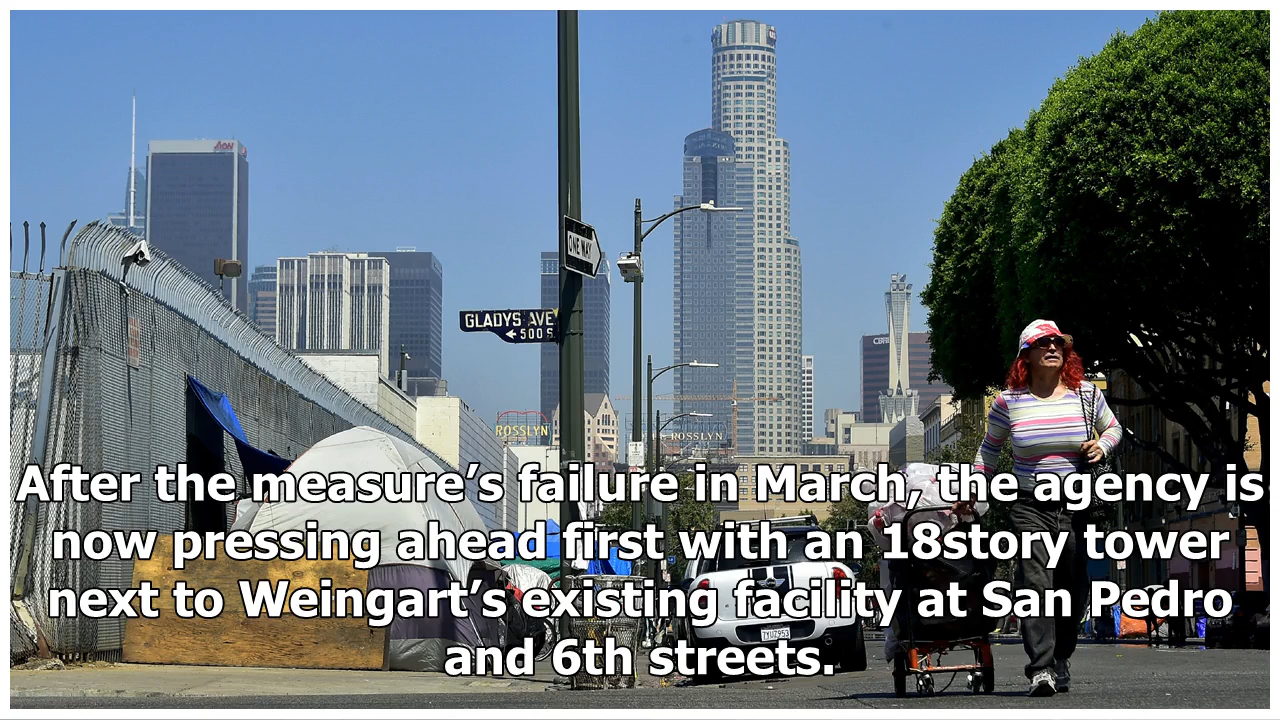 Aon
ONE WAY
GLADYS AVE
500 S.
ROSSLYN
ROSSLYN
After the measure’s failure in March, the agency is
now pressing ahead first with an 18story tower
next to Weingart’s existing facility at San Pedro
and 6th streets.